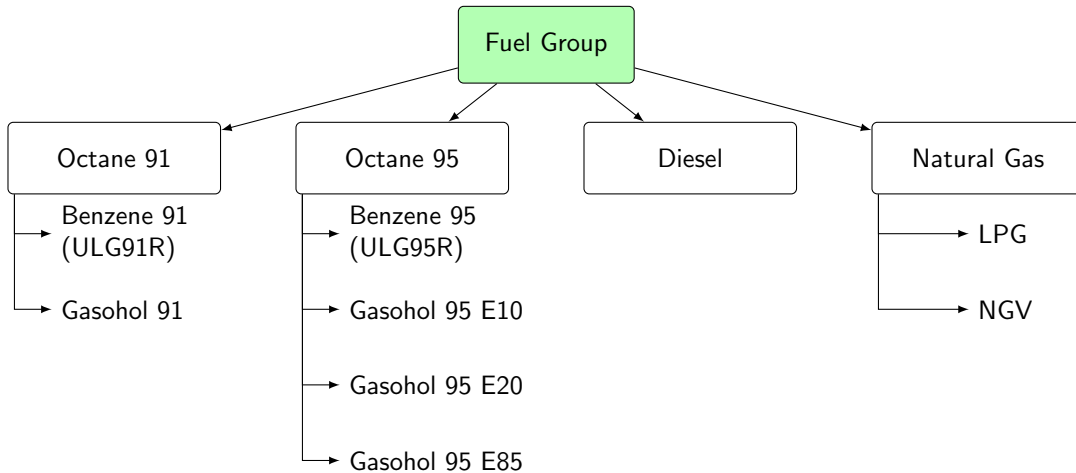 Fuel Group
Octane 91
Octane 95
Diesel
Natural Gas
Benzene 91
(ULG91R)
Gasohol 91
Benzene 95
(ULG95R)
Gasohol 95 E10
Gasohol 95 E20
Gasohol 95 E85
LPG
NGV